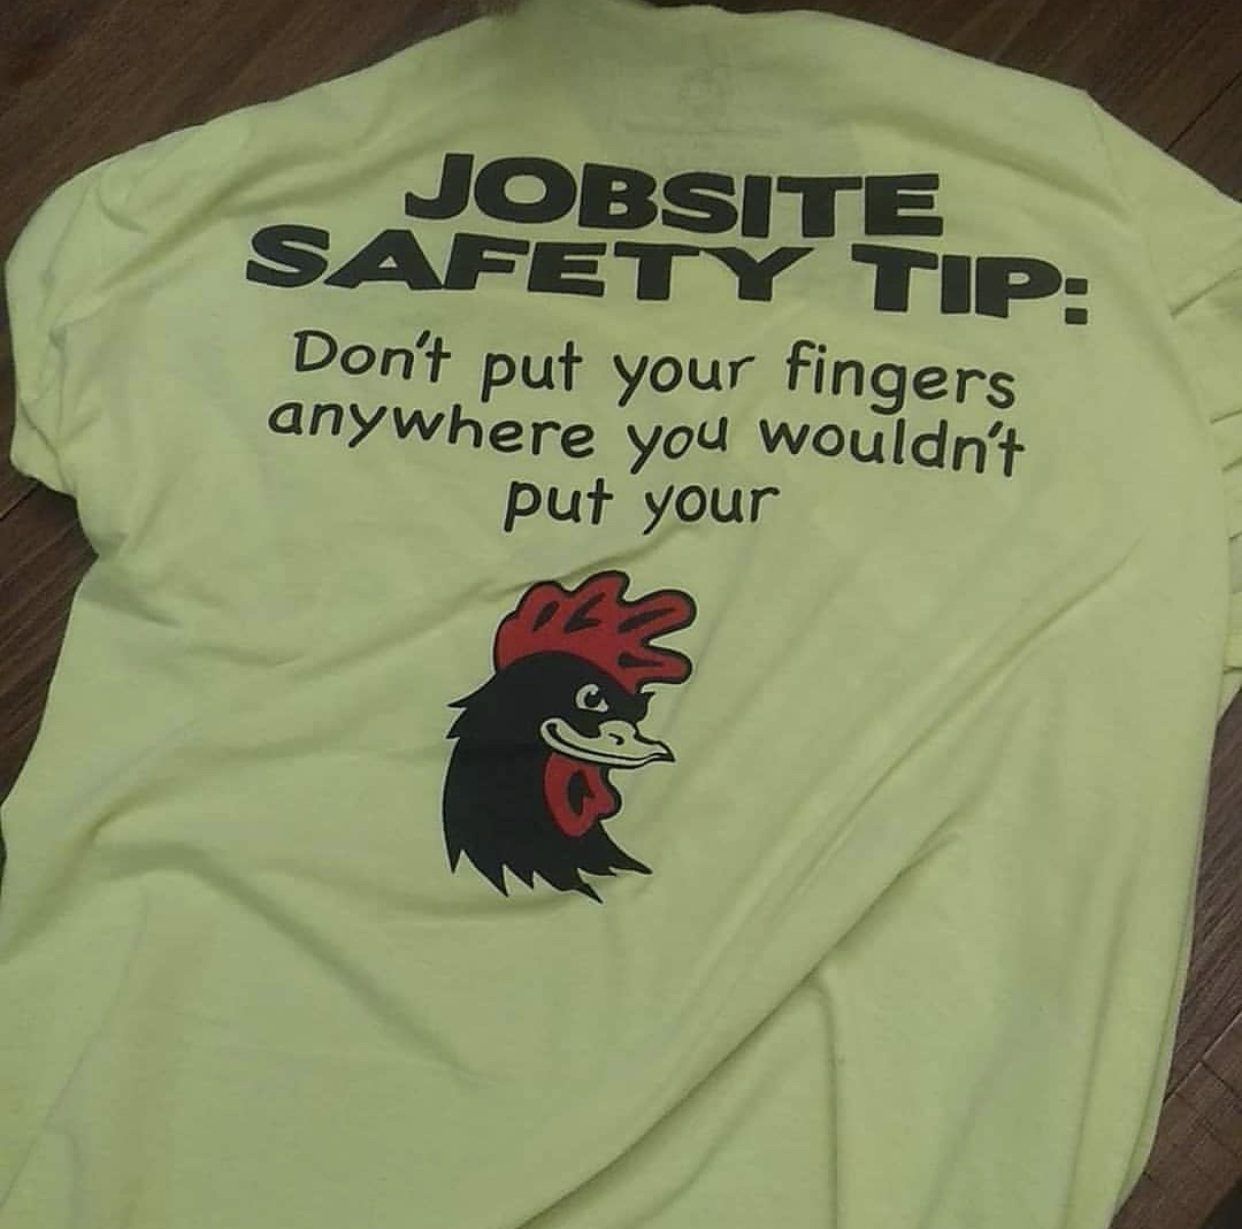 JOBSITE
SAFETY TIP:
Don't put your fingers
anywhere you wouldn't
put your